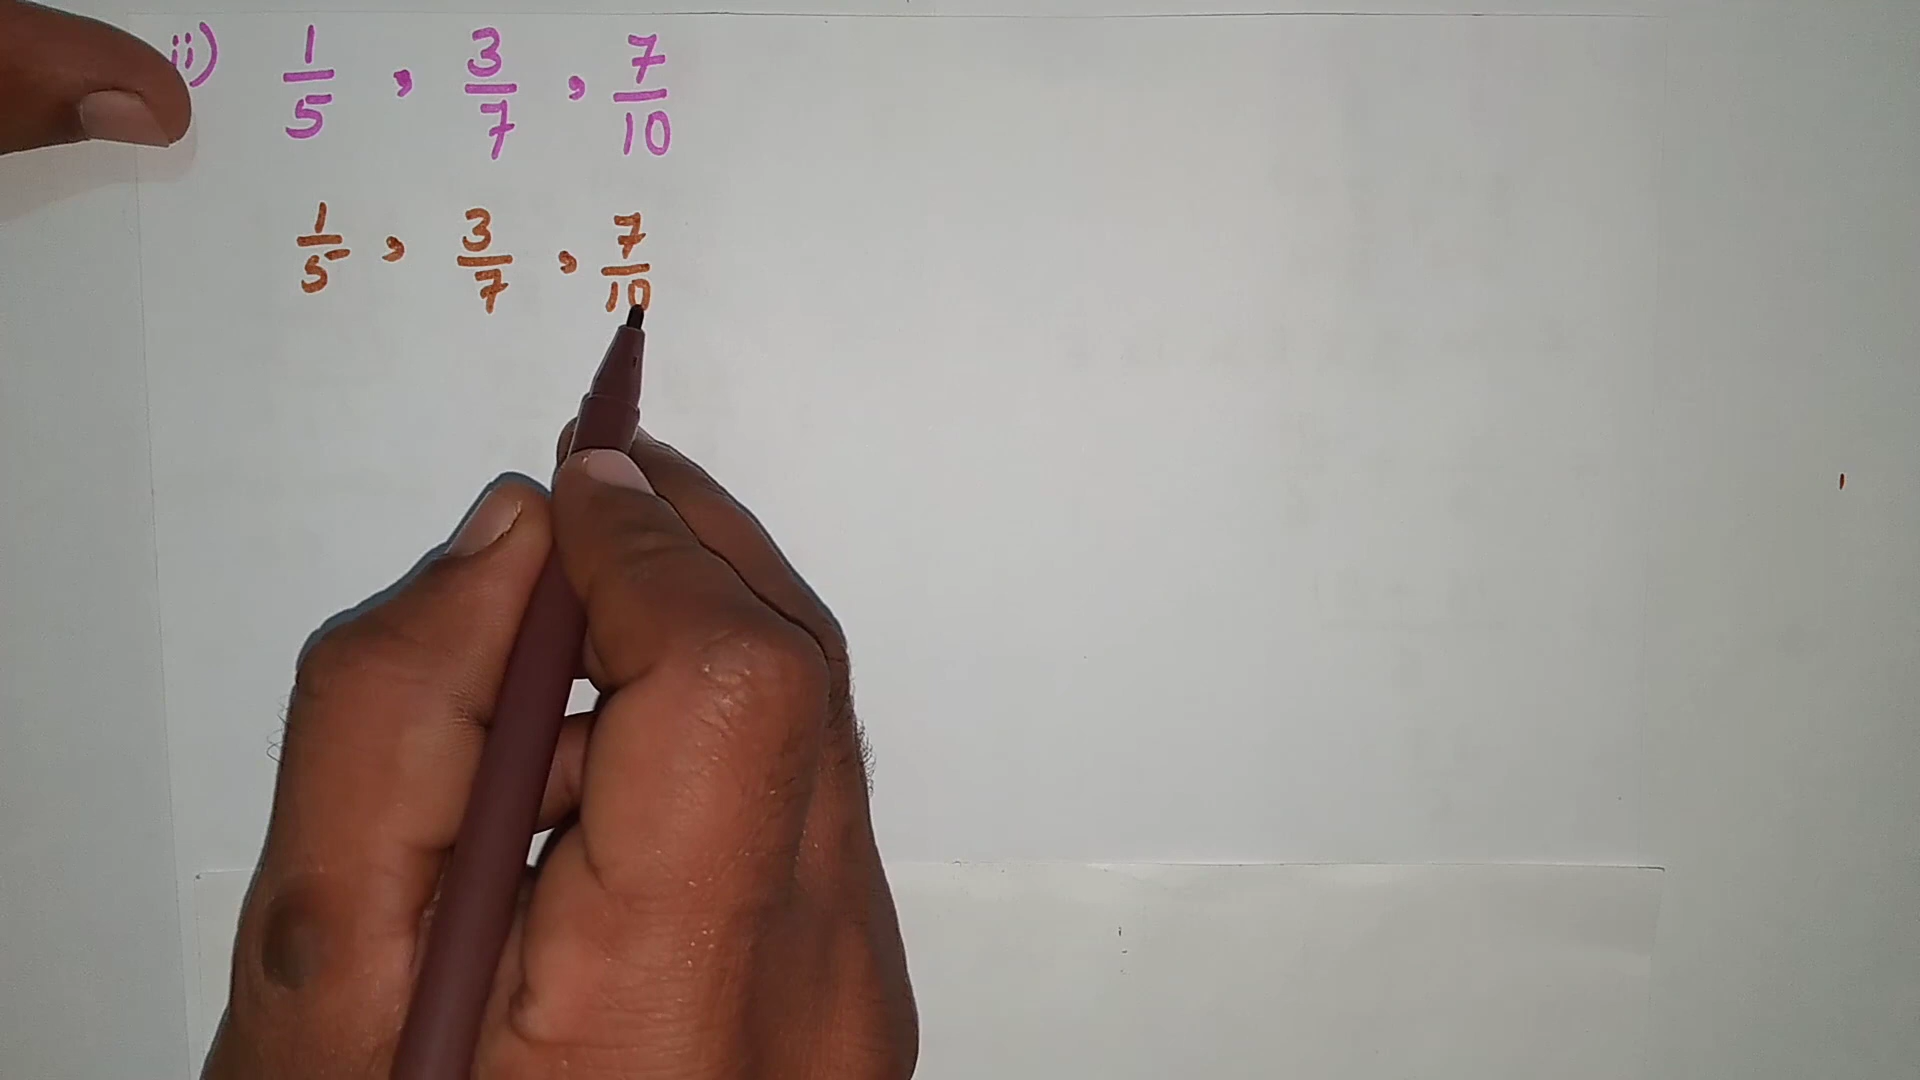 ii) 1/5 , 3/7 , 7/10
1/5 , 3/7 , 7/10